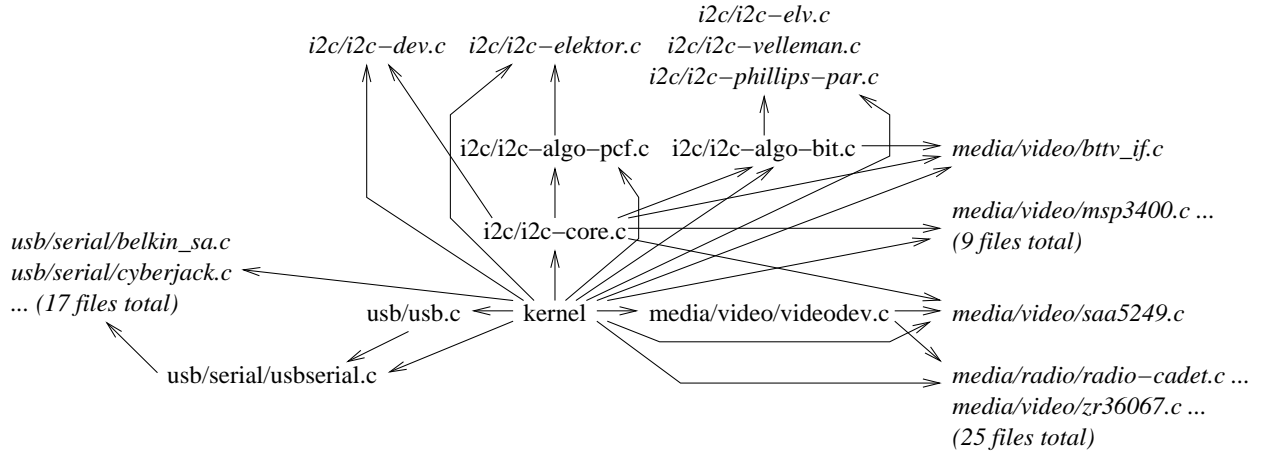 i2c/i2c−elv.c
i2c/i2c−dev.c
i2c/i2c−elektor.c
i2c/i2c−velleman.c
i2c/i2c−phillips−par.c
i2c/i2c−algo−pcf.c
i2c/i2c−algo−bit.c
media/video/bttv_if.c
media/video/msp3400.c ...
(9 files total)
i2c/i2c−core.c
usb/serial/belkin_sa.c
usb/serial/cyberjack.c
... (17 files total)
usb/usb.c
kernel
media/video/videodev.c
media/video/saa5249.c
usb/serial/usbserial.c
media/radio/radio−cadet.c ...
media/video/zr36067.c ...
(25 files total)